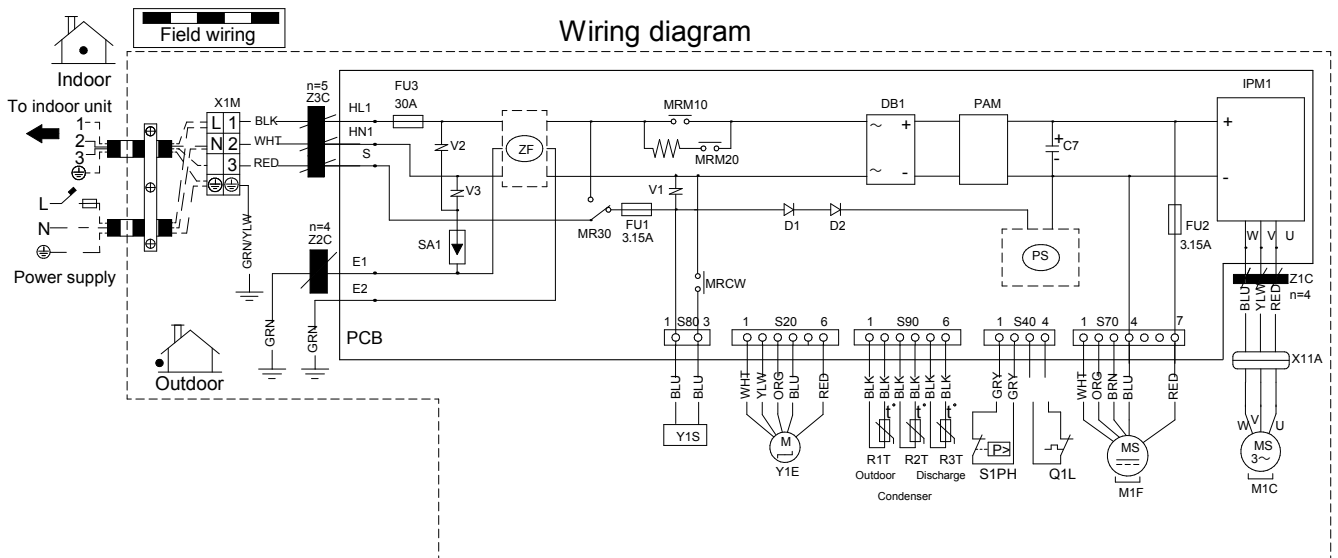 Wiring diagram
Field wiring
Indoor
To indoor unit
1
2
3
L
N
Power supply
Outdoor
X1M
L 1
N 2
3
BLK
WHT
RED
GRN/YLW
n=5
Z3C
HL1
HN1
S
n=4
Z2C
E1
E2
GRN
GRN
PCB
FU3
30A
V2
V3
SA1
ZF
MRM10
MRM20
V1
MR30
FU1
3.15A
MRCW
D1
D2
DB1
~ +
~ -
PAM
+
C7
-
PS
FU2
3.15A
IPM1
+
-
W V U
Z1C
n=4
BLU
YLW
RED
X11A
W V U
MS
3~
M1C
1 S80 3
BLU
BLU
Y1S
1 S20 6
WHT
YLW
ORG
BLU
RED
M
Y1E
1 S90 6
BLK
BLK
BLK
BLK
BLK
BLK
t° t° t°
R1T R2T R3T
Outdoor Discharge
Condenser
1 S40 4
GRY
GRY
P>
S1PH
Q1L
1 S70 4 7
WHT
ORG
BRN
BLU
RED
MS
M1F